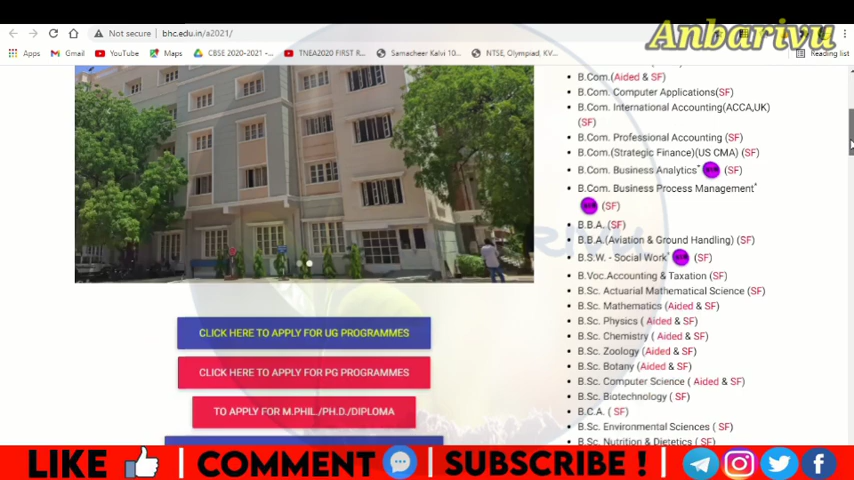 Anbarivu
Not secure | bhc.edu.in/a2021/
Apps Gmail YouTube Maps CBSE 2020-2021 –... TNEA2020 FIRST R... Samacheer Kalvi 10... NTSE, Olympiad, KV... Reading list
B.Com.(Aided & SF)
B.Com. Computer Applications(SF)
B.Com. International Accounting(ACCA,UK)
(SF)
B.Com. Professional Accounting (SF)
B.Com.(Strategic Finance)(US CMA) (SF)
B.Com. Business Analytics* (SF)
B.Com. Business Process Management*
(SF)
B.B.A. (SF)
B.B.A.(Aviation & Ground Handling) (SF)
B.S.W. - Social Work* (SF)
B.Voc.Accounting & Taxation (SF)
B.Sc. Actuarial Mathematical Science (SF)
B.Sc. Mathematics (Aided & SF)
B.Sc. Physics ( Aided & SF)
B.Sc. Chemistry ( Aided & SF)
B.Sc. Zoology (Aided & SF)
B.Sc. Botany (Aided & SF)
B.Sc. Computer Science ( Aided & SF)
B.Sc. Biotechnology ( SF)
B.C.A. ( SF)
B.Sc. Environmental Sciences ( SF)
B.Sc. Nutrition & Dietetics ( SF)
CLICK HERE TO APPLY FOR UG PROGRAMMES
CLICK HERE TO APPLY FOR PG PROGRAMMES
TO APPLY FOR M.PHIL./PH.D./DIPLOMA
LIKE | COMMENT | SUBSCRIBE ! |